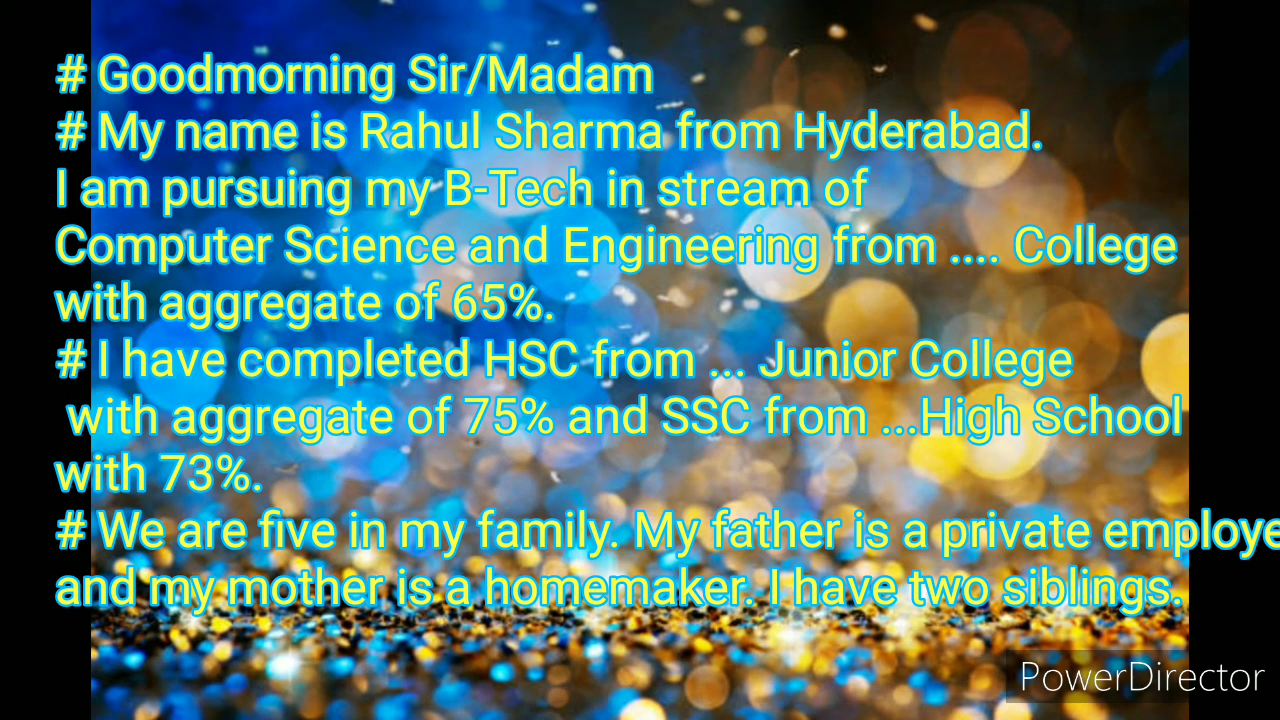 # Goodmorning Sir/Madam
# My name is Rahul Sharma from Hyderabad.
I am pursuing my B-Tech in stream of
Computer Science and Engineering from .... College
with aggregate of 65%.
# I have completed HSC from ... Junior College
with aggregate of 75% and SSC from ...High School
with 73%.
# We are five in my family. My father is a private employe
and my mother is a homemaker. I have two siblings.
PowerDirector